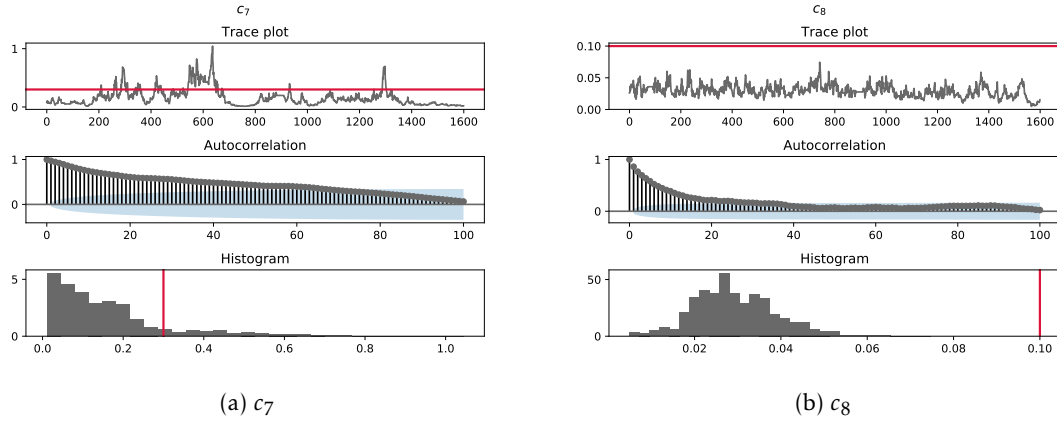 c7
Trace plot
1
0
0 200 400 600 800 1000 1200 1400 1600
Autocorrelation
1
0
0 20 40 60 80 100
Histogram
5
0
0.0 0.2 0.4 0.6 0.8 1.0
(a) c7
c8
Trace plot
0.10
0.05
0.00
0 200 400 600 800 1000 1200 1400 1600
Autocorrelation
1
0
0 20 40 60 80 100
Histogram
50
0
0.02 0.04 0.06 0.08 0.10
(b) c8